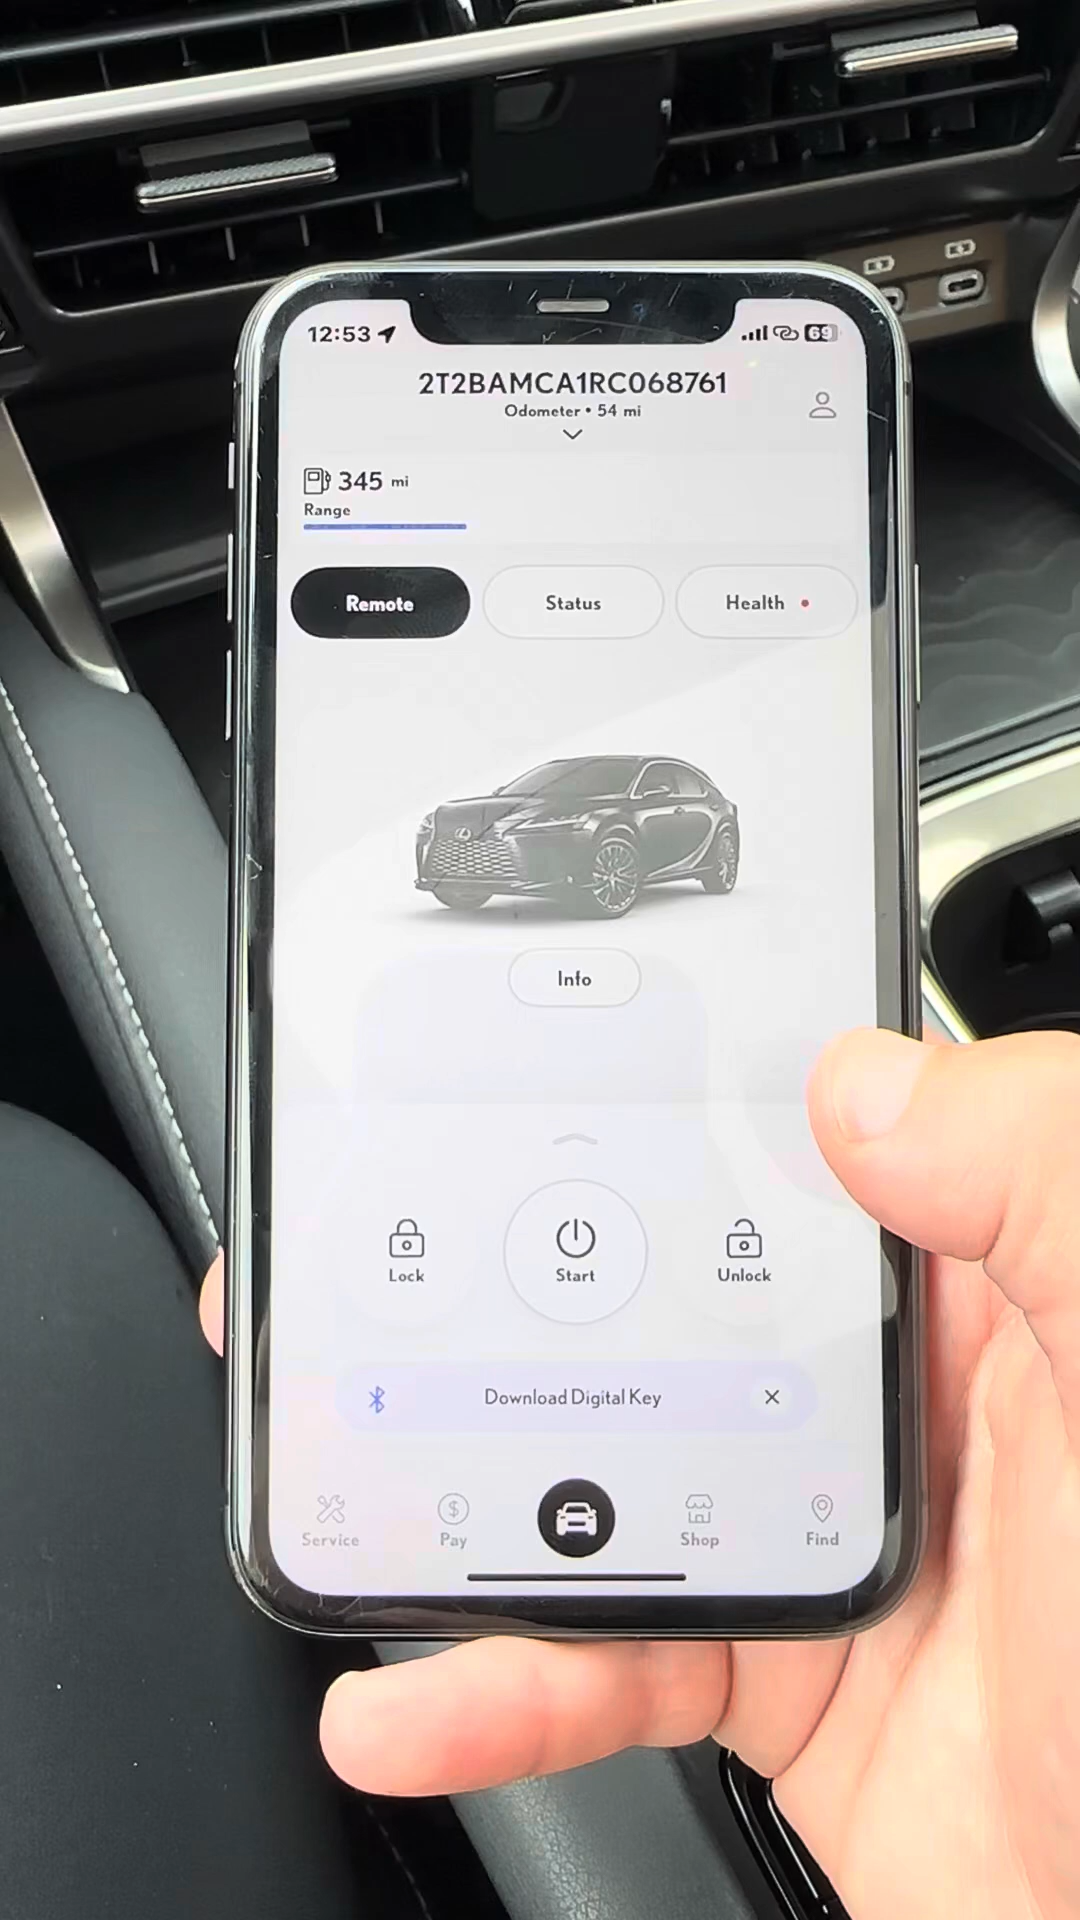 12:53
69
2T2BAMCA1RC068761
Odometer • 54 mi
345 mi
Range
Remote
Status
Health
Info
Lock
Start
Unlock
Download Digital Key
Service
Pay
Shop
Find